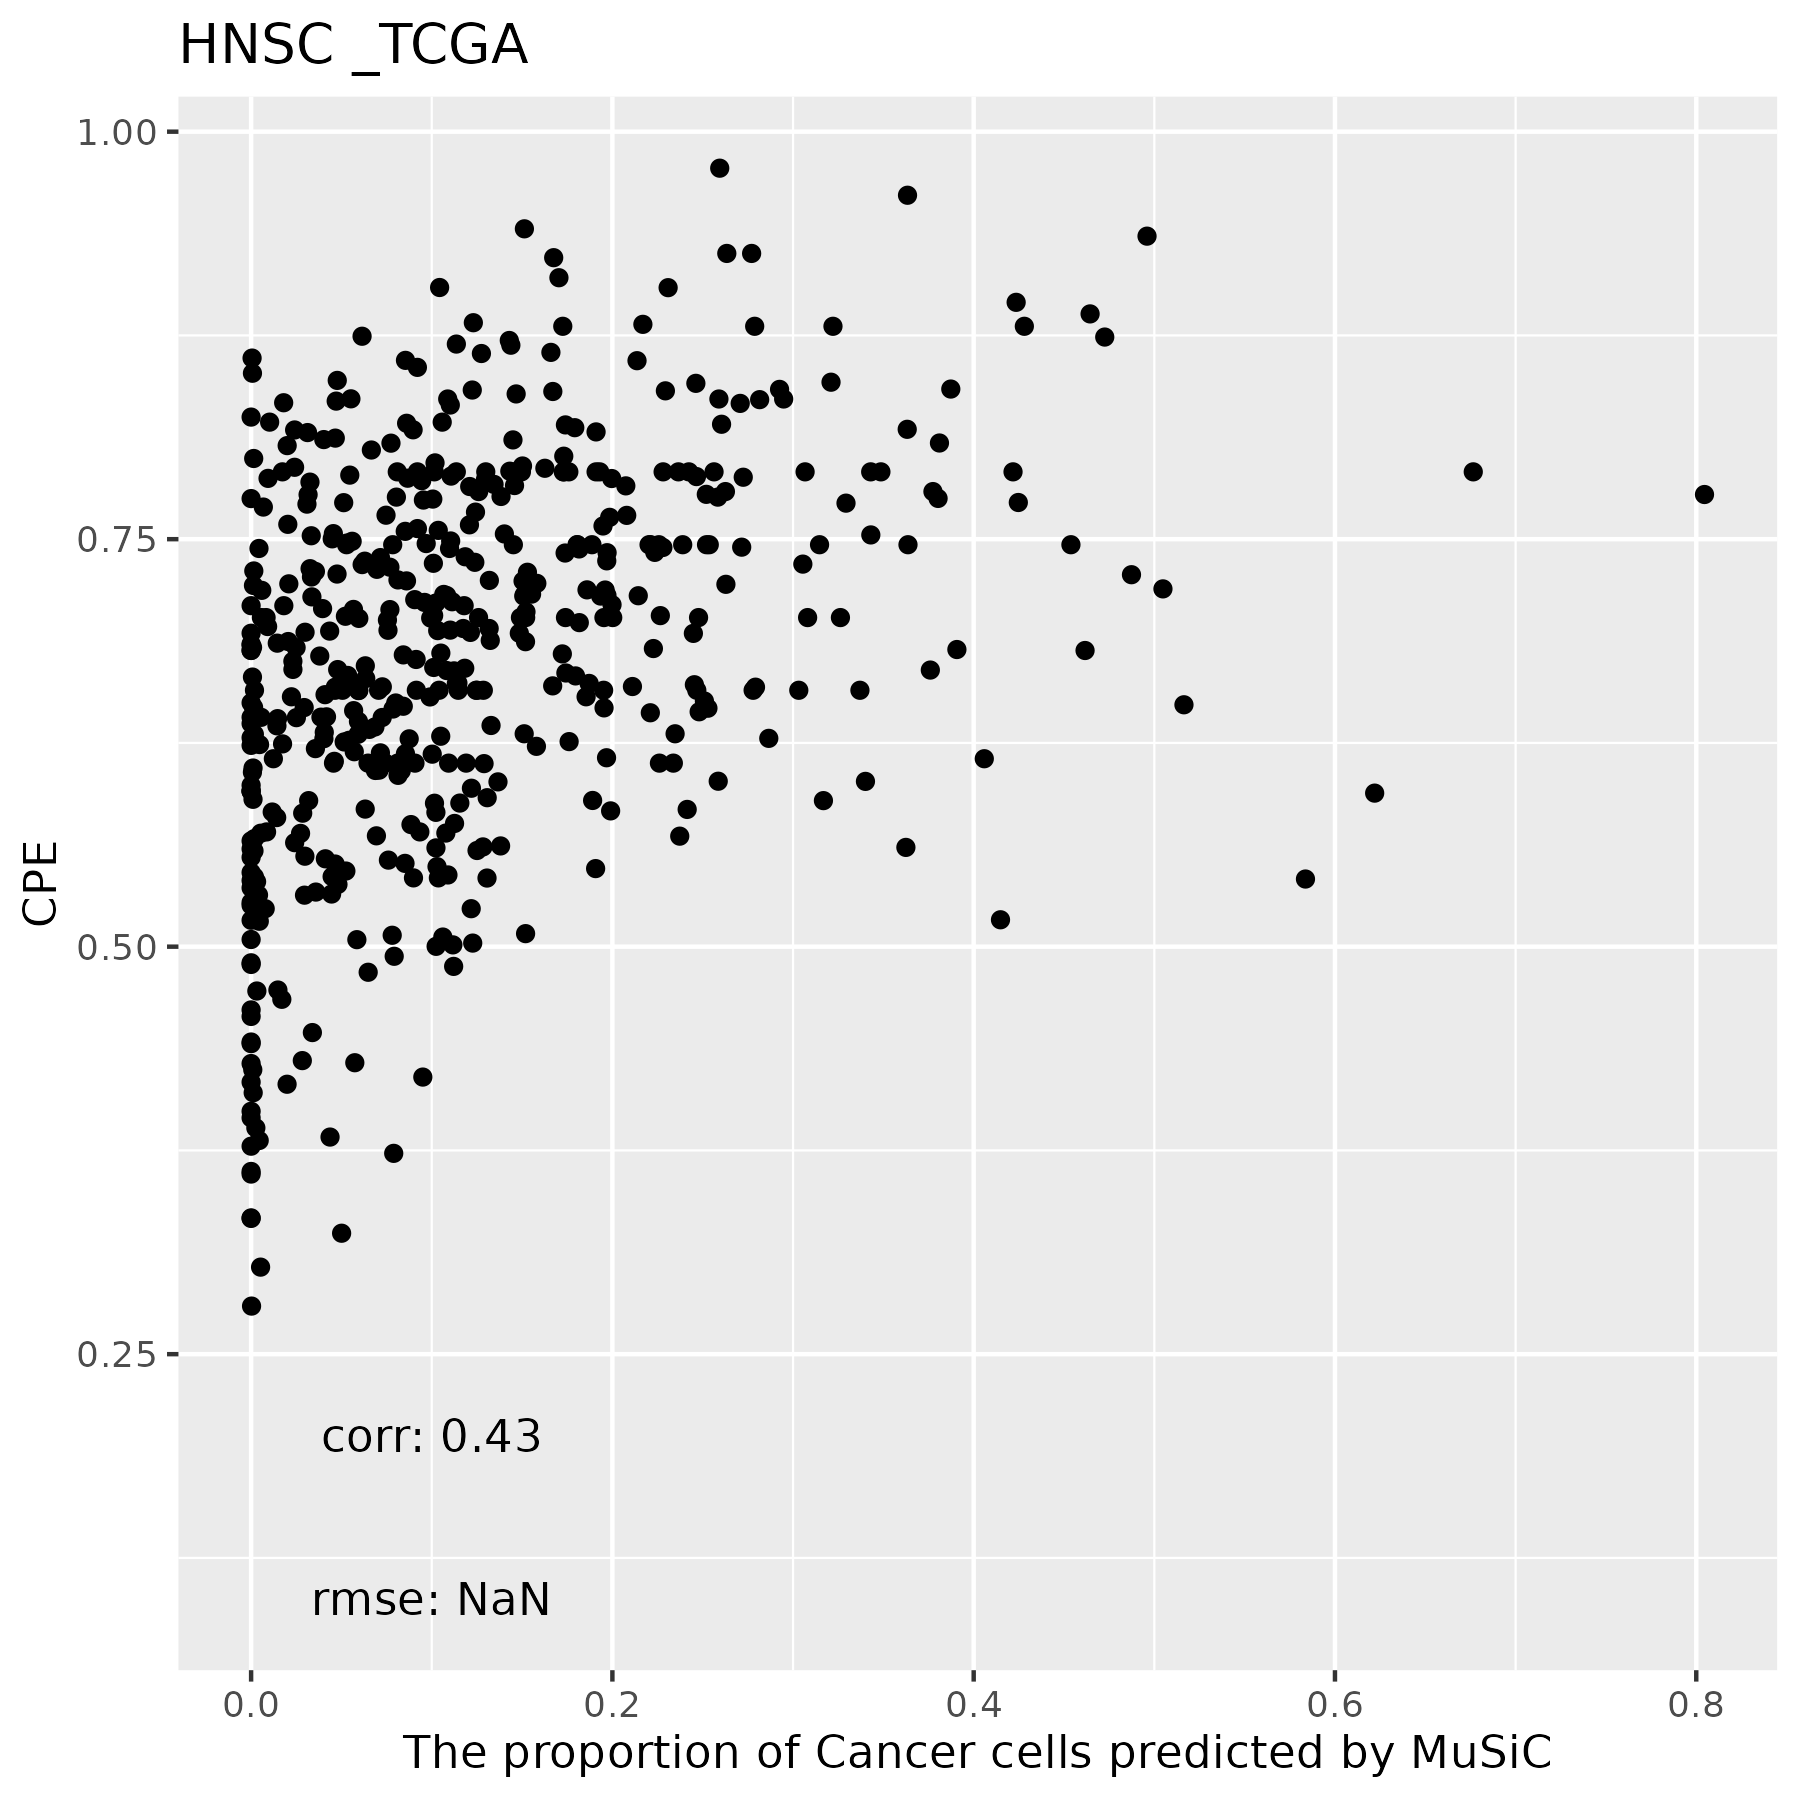 HNSC _TCGA
1.00
0.75
0.50
0.25
CPE
corr: 0.43
rmse: NaN
0.0 0.2 0.4 0.6 0.8
The proportion of Cancer cells predicted by MuSiC